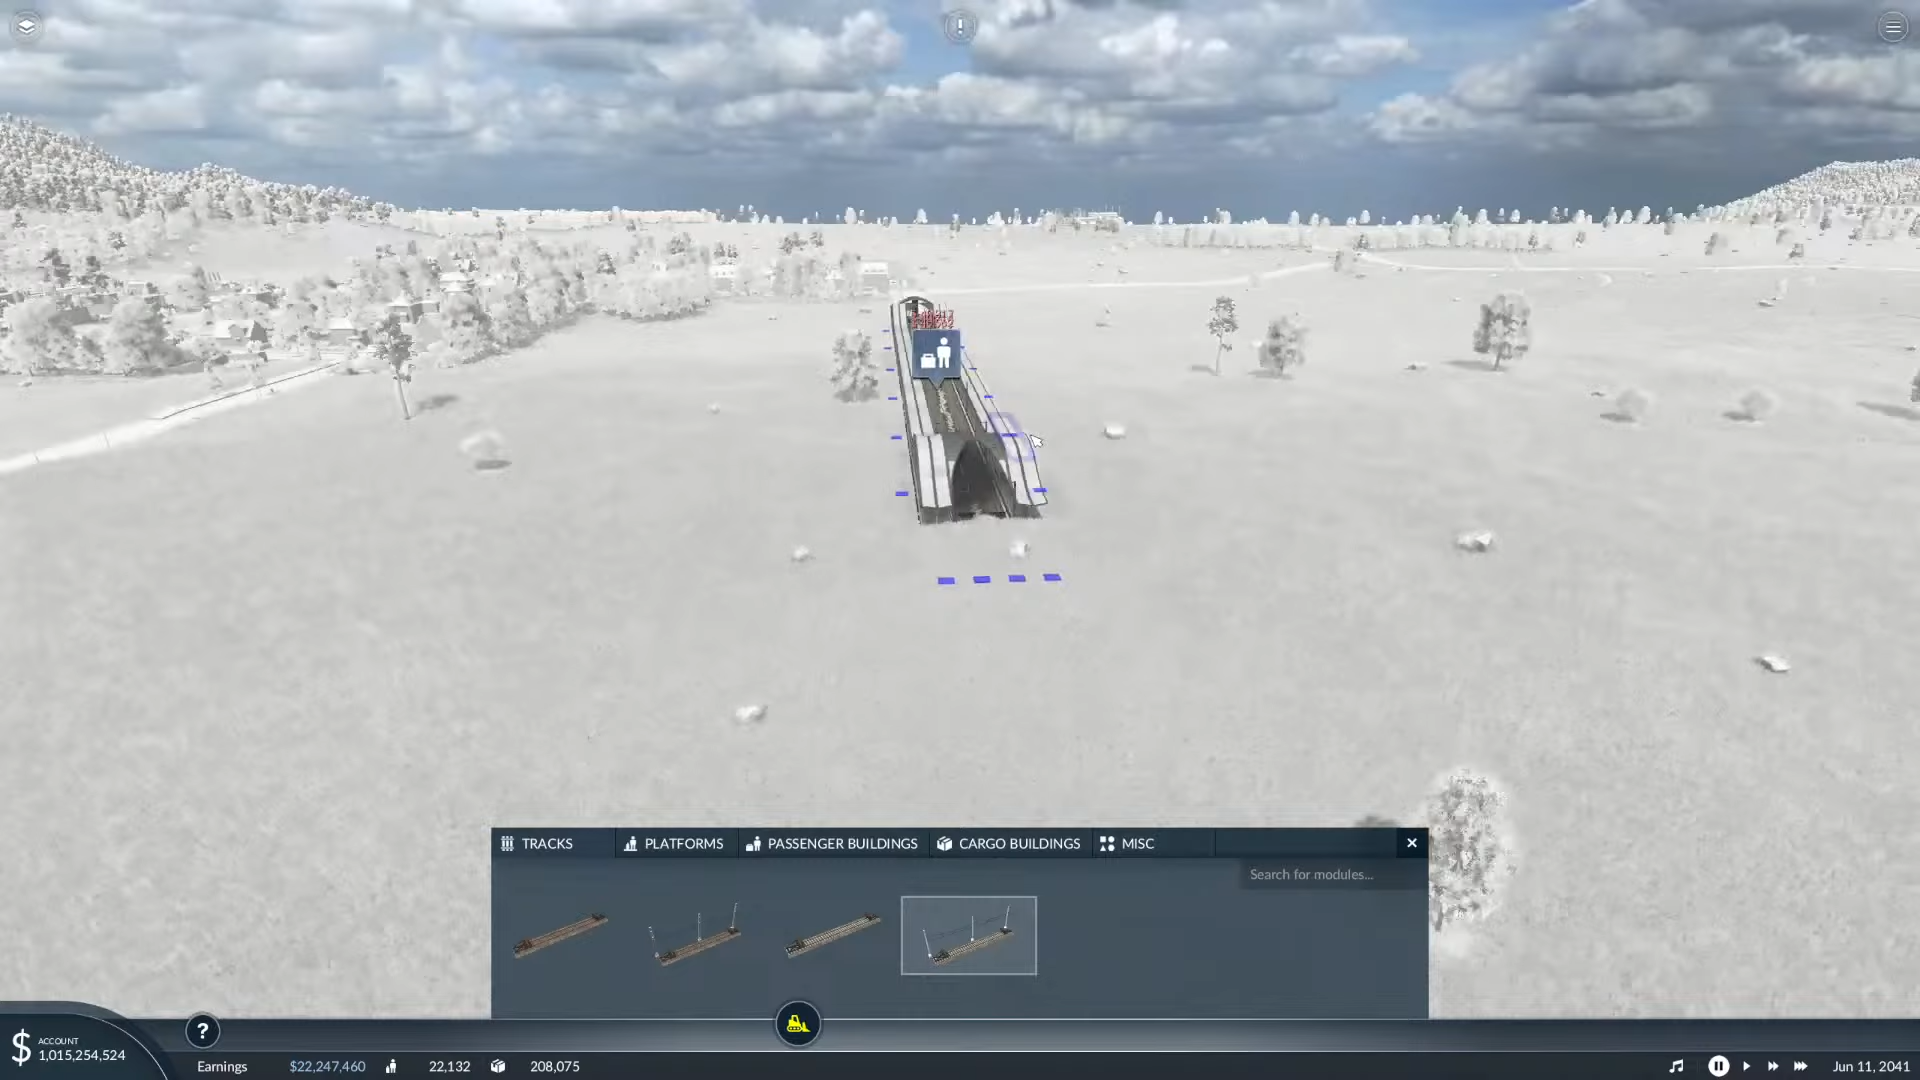 TRACKS
PLATFORMS
PASSENGER BUILDINGS
CARGO BUILDINGS
MISC
Search for modules...
?
$ ACCOUNT
1,015,254,524
Earnings $22,247,460 22,132 208,075
Jun 11, 2041